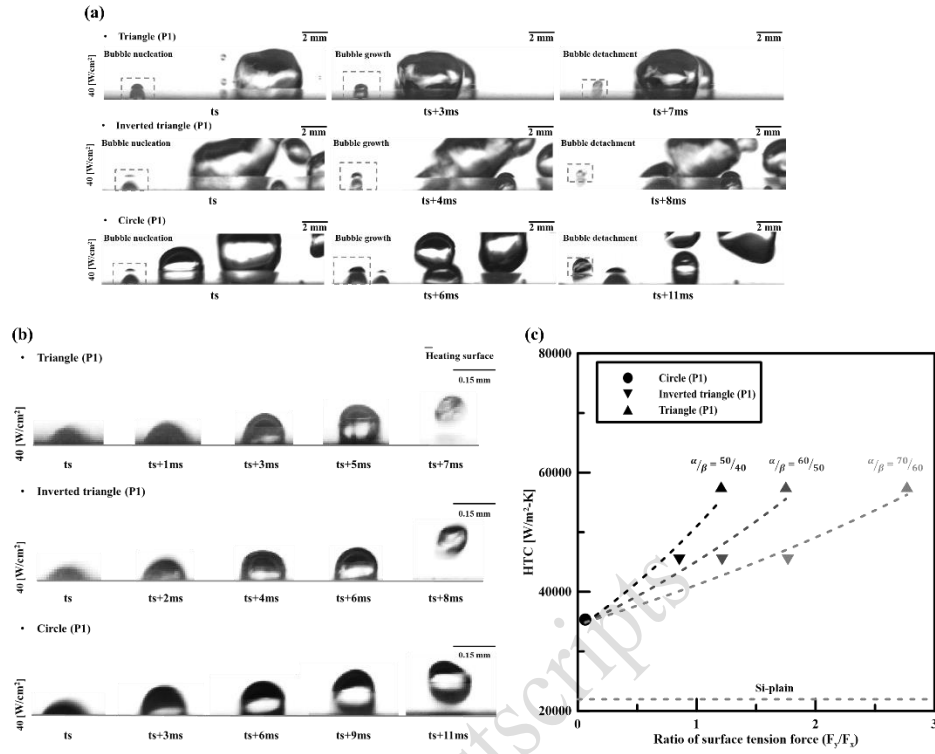 (a)
• Triangle (P1)
2 mm
2 mm
2 mm
Bubble nucleation
Bubble growth
Bubble detachment
40 [W/cm²]
ts
ts+3ms
ts+7ms
• Inverted triangle (P1)
2 mm
2 mm
2 mm
Bubble nucleation
Bubble growth
Bubble detachment
40 [W/cm²]
ts
ts+4ms
ts+8ms
• Circle (P1)
2 mm
2 mm
2 mm
Bubble nucleation
Bubble growth
Bubble detachment
40 [W/cm²]
ts
ts+6ms
ts+11ms
(b)
• Triangle (P1)
Heating surface
0.15 mm
40 [W/cm²]
ts
ts+1ms
ts+3ms
ts+5ms
ts+7ms
• Inverted triangle (P1)
0.15 mm
40 [W/cm²]
ts
ts+2ms
ts+4ms
ts+6ms
ts+8ms
• Circle (P1)
0.15 mm
40 [W/cm²]
ts
ts+3ms
ts+6ms
ts+9ms
ts+11ms
(c)
80000
60000
40000
20000
HTC [W/m²-K]
Circle (P1)
Inverted triangle (P1)
Triangle (P1)
α/β = 50/40
α/β = 60/50
α/β = 70/60
Si-plain
0
1
2
3
Ratio of surface tension force (Fy/Fx)